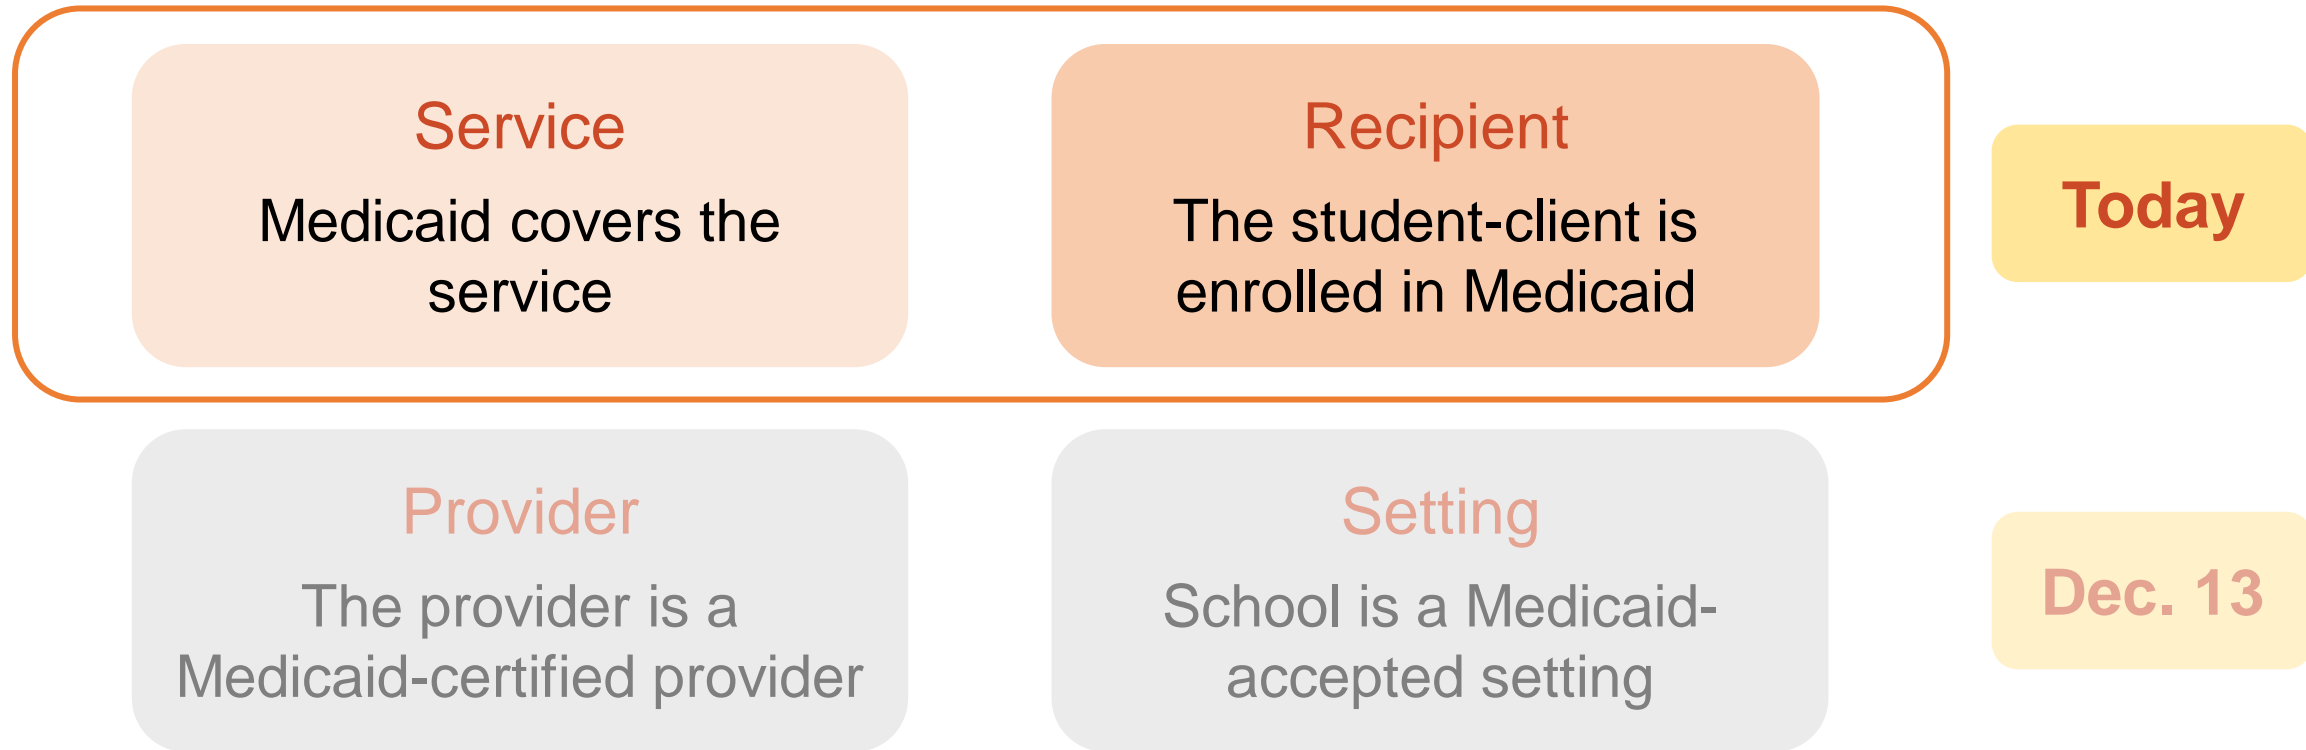 Service
Medicaid covers the
service
Recipient
The student-client is
enrolled in Medicaid
Today
Provider
The provider is a
Medicaid-certified provider
Setting
School is a Medicaid-
accepted setting
Dec. 13